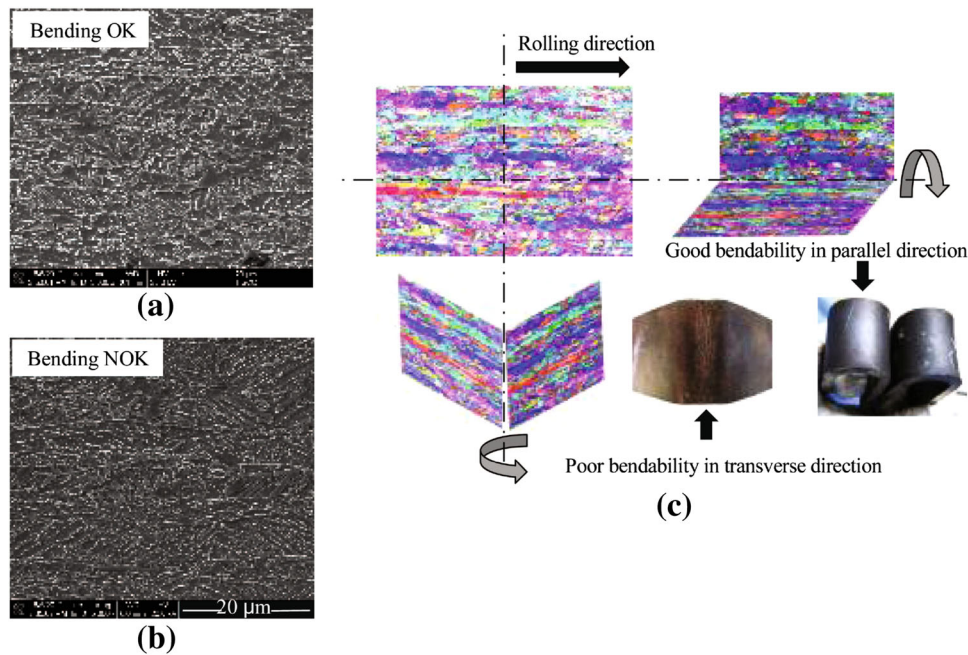 Bending OK
(a)
Bending NOK
20 µm
(b)
Rolling direction
Good bendability in parallel direction
Poor bendability in transverse direction
(c)